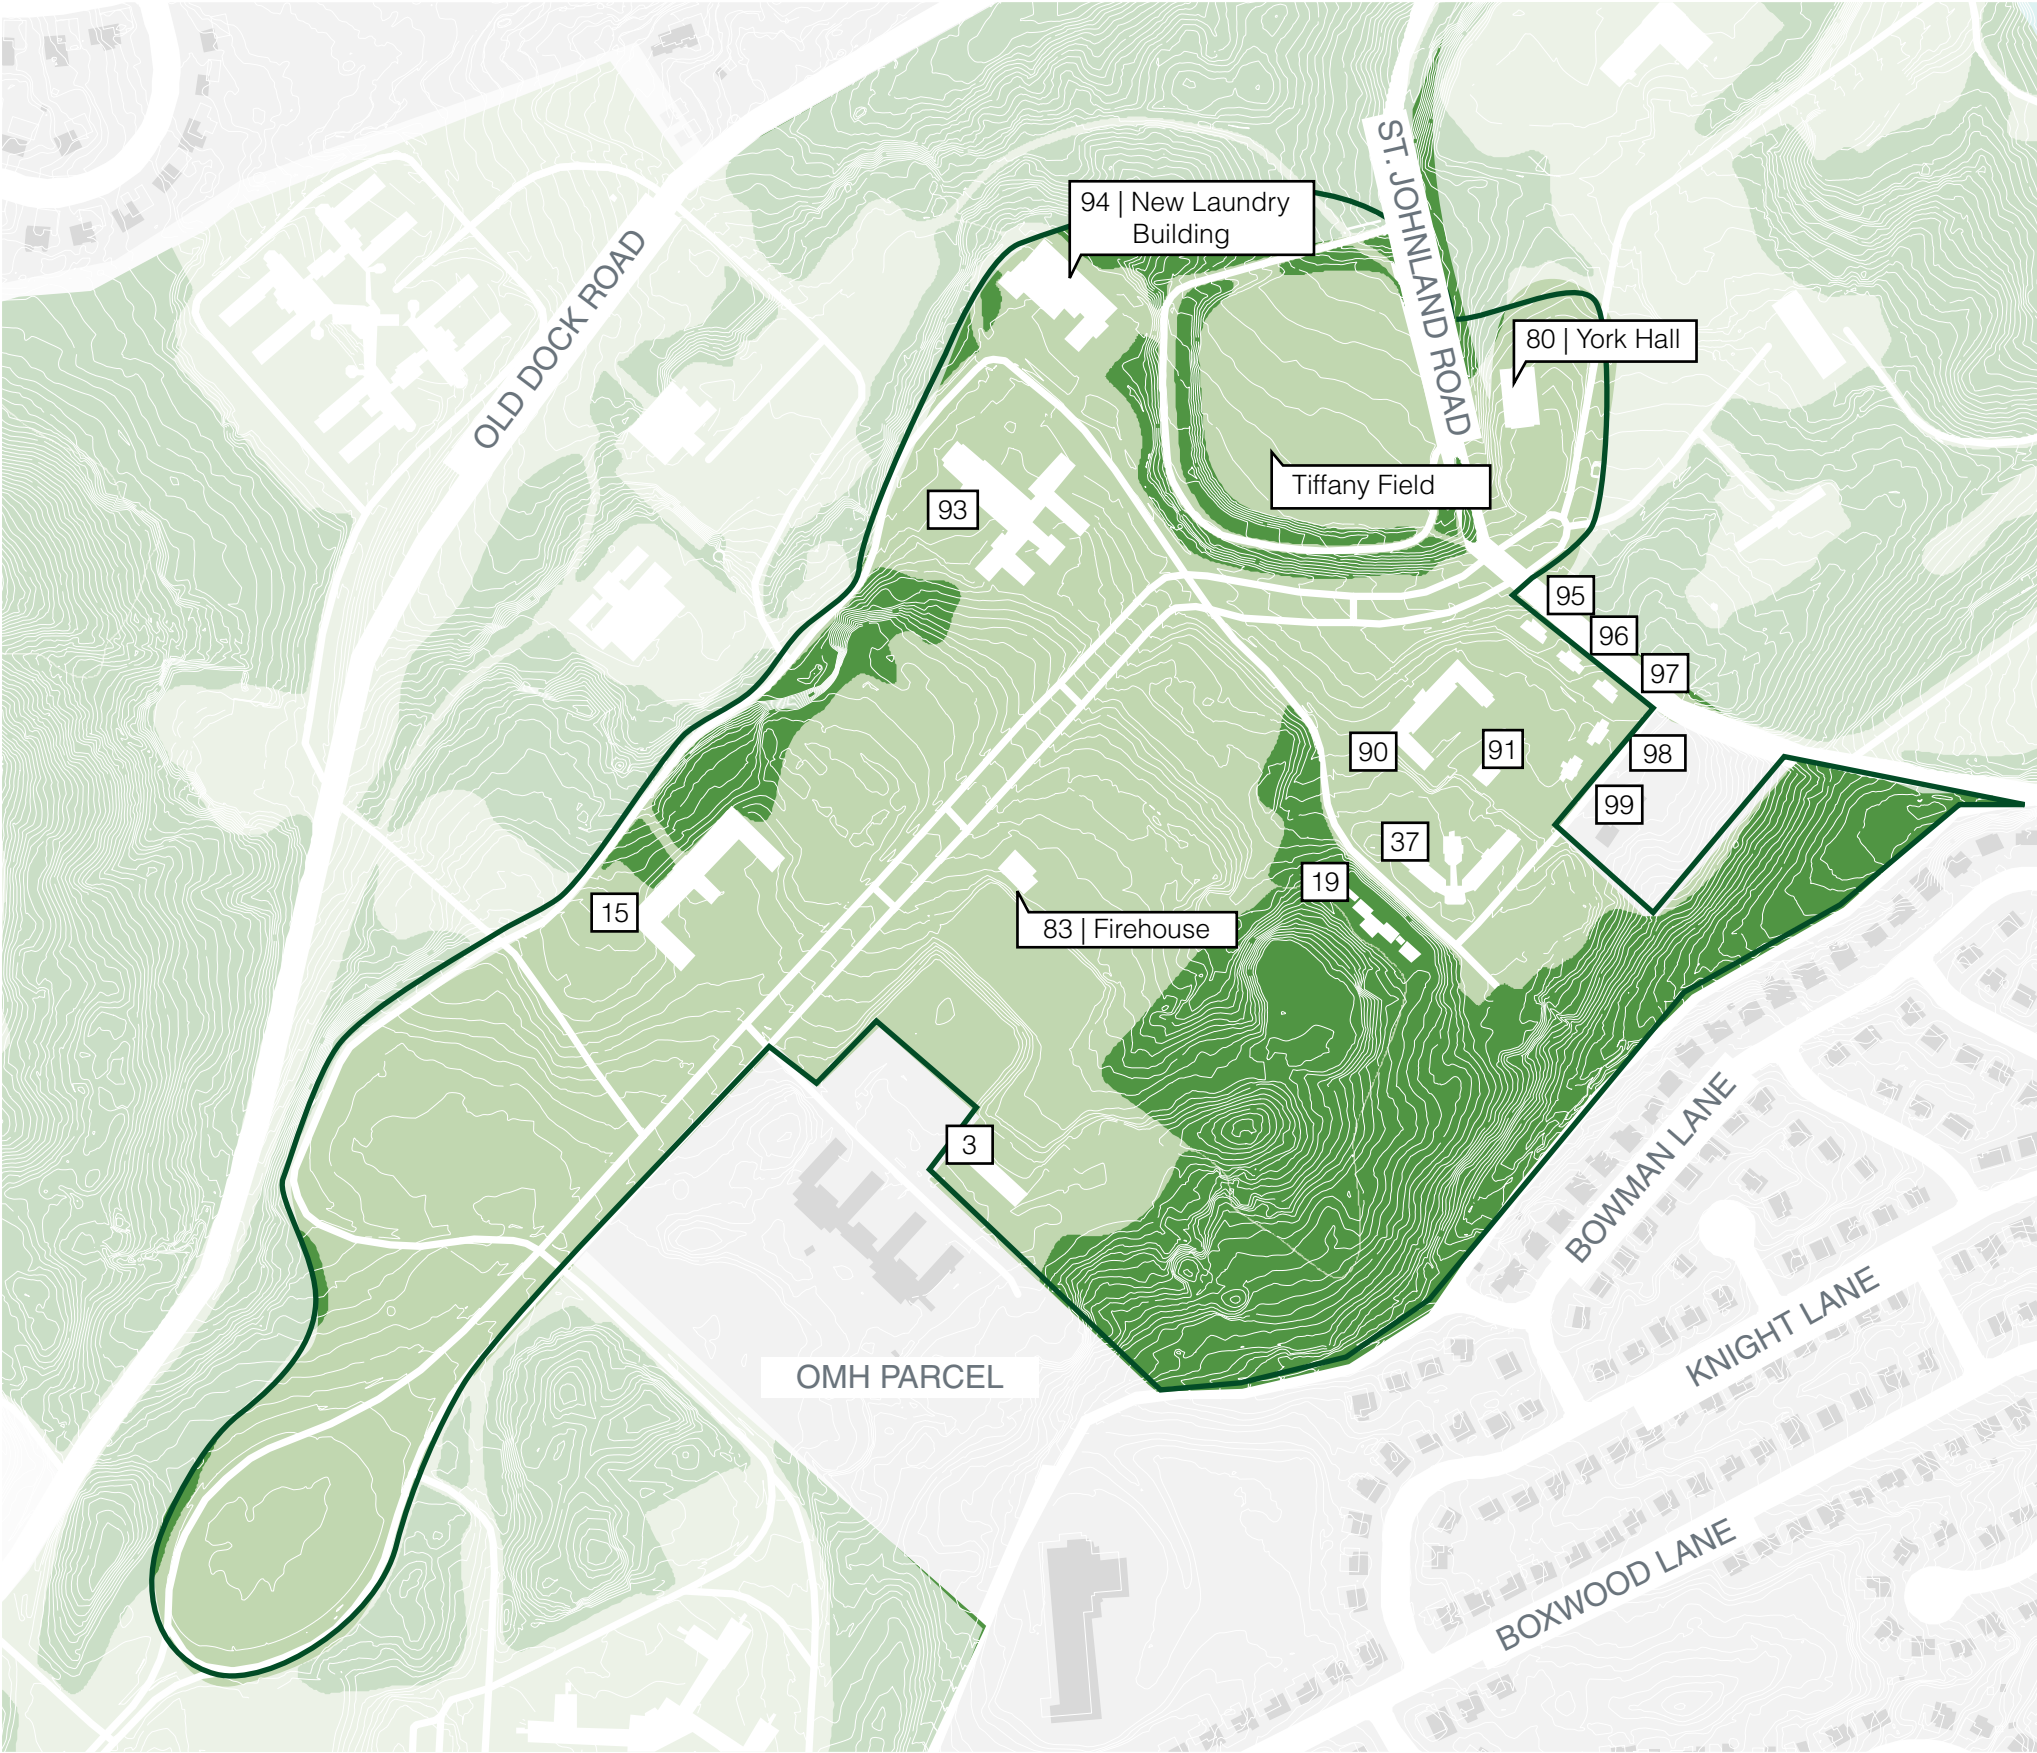 ST. JOHNLAND ROAD
94 | New Laundry
Building
OLD DOCK ROAD
80 | York Hall
Tiffany Field
93
95
96
97
90
91
98
99
37
19
15
83 | Firehouse
3
BOWMAN LANE
KNIGHT LANE
OMH PARCEL
BOXWOOD LANE